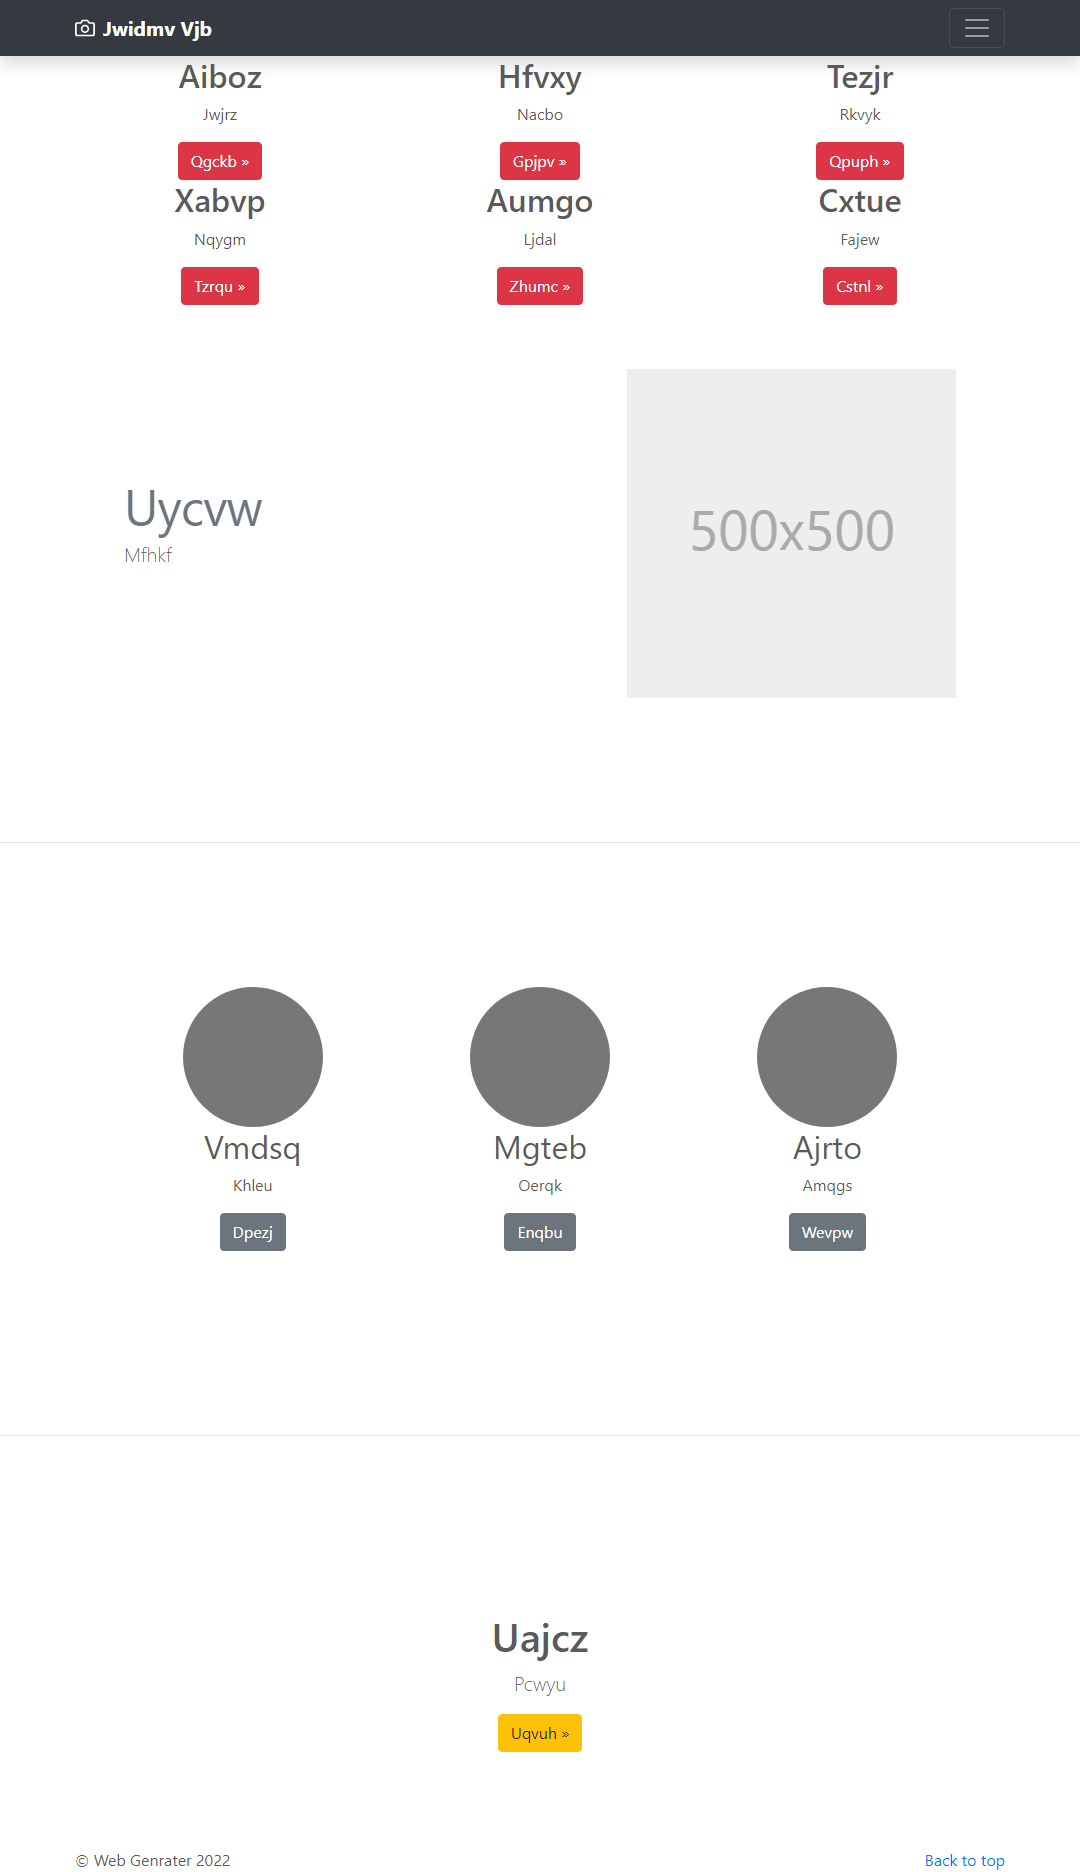 Jwidmv Vjb
Aiboz Hfvxy Tezjr
Jwjrz Nacbo Rkvyk
Qgckb » Gpjpv » Qpuph »
Xabvp Aumgo Cxtue
Nqygm Ljdal Fajew
Tzrqu » Zhumc » Cstnl »
Uycvw
Mfhkf
500x500
Vmdsq Mgteb Ajrto
Khleu Oerqk Amqgs
Dpezj Enqbu Wevpw
Uajcz
Pcwyu
Uqvuh »
© Web Genrater 2022 Back to top